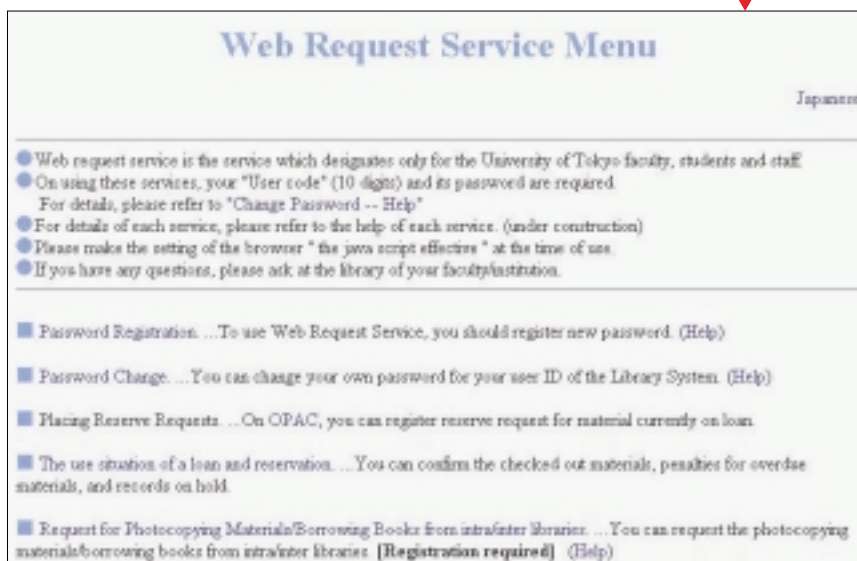 Web Request Service Menu
Japanese
Web request service is the service which designates only for the University of Tokyo faculty, students and staff.
On using these services, your "User code" (10 digits) and its password are required.
For details, please refer to "Change Password -- Help"
For details of each service, please refer to the help of each service. (under construction)
Please make the setting of the browser " the java script effective " at the time of use.
If you have any questions, please ask at the library of your faculty/institution.
Password Registration. ...To use Web Request Service, you should register new password. (Help)
Password Change. ...You can change your own password for your user ID of the Library System. (Help)
Placing Reserve Requests. ...On OPAC, you can register reserve request for material currently on loan.
The use situation of a loan and reservation. ...You can confirm the checked out materials, penalties for overdue
materials, and records on hold.
Request for Photocopying Materials/Borrowing Books from intra/inter libraries. ...You can request the photocopying
materials/borrowing books from intra/inter libraries. [Registration required] (Help)